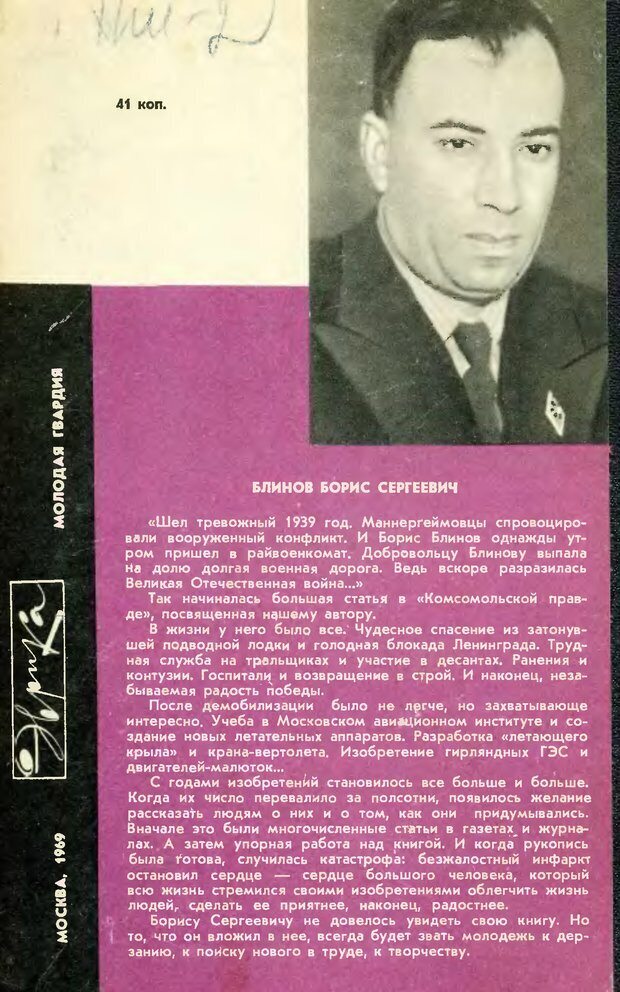 41 коп.
МОЛОДАЯ ГВАРДИЯ
Эврика
МОСКВА, 1969
БЛИНОВ БОРИС СЕРГЕЕВИЧ
«Шел тревожный 1939 год. Маннергеймовцы спровоциро-
вали вооруженный конфликт. И Борис Блинов однажды ут-
ром пришел в райвоенкомат. Добровольцу Блинову выпала
на долю долгая военная дорога. Ведь вскоре разразилась
Великая Отечественная война...»
Так начиналась большая статья в «Комсомольской прав-
де», посвященная нашему автору.
В жизни у него было все. Чудесное спасение из затонув-
шей подводной лодки и голодная блокада Ленинграда. Труд-
ная служба на тральщиках и участие в десантах. Ранения и
контузии. Госпитали и возвращение в строй. И наконец, неза-
бываемая радость победы.
После демобилизации было не легче, но захватывающе
интересно. Учеба в Московском авиационном институте и со-
здание новых летательных аппаратов. Разработка «летающего
крыла» и крана-вертолета. Изобретение гирляндных ГЭС и
двигателей-малюток...
С годами изобретений становилось все больше и больше.
Когда их число перевалило за полсотни, появилось желание
рассказать людям о них и о том, как они придумывались.
Вначале это были многочисленные статьи в газетах и журна-
лах. А затем упорная работа над книгой. И когда рукопись
была готова, случилась катастрофа: безжалостный инфаркт
остановил сердце — сердце большого человека, который
всю жизнь стремился своими изобретениями облегчить жизнь
людей, сделать ее приятнее, наконец, радостнее.
Борису Сергеевичу не довелось увидеть свою книгу. Но
то, что он вложил в нее, всегда будет звать молодежь к дер-
занию, к поиску нового в труде, к творчеству.